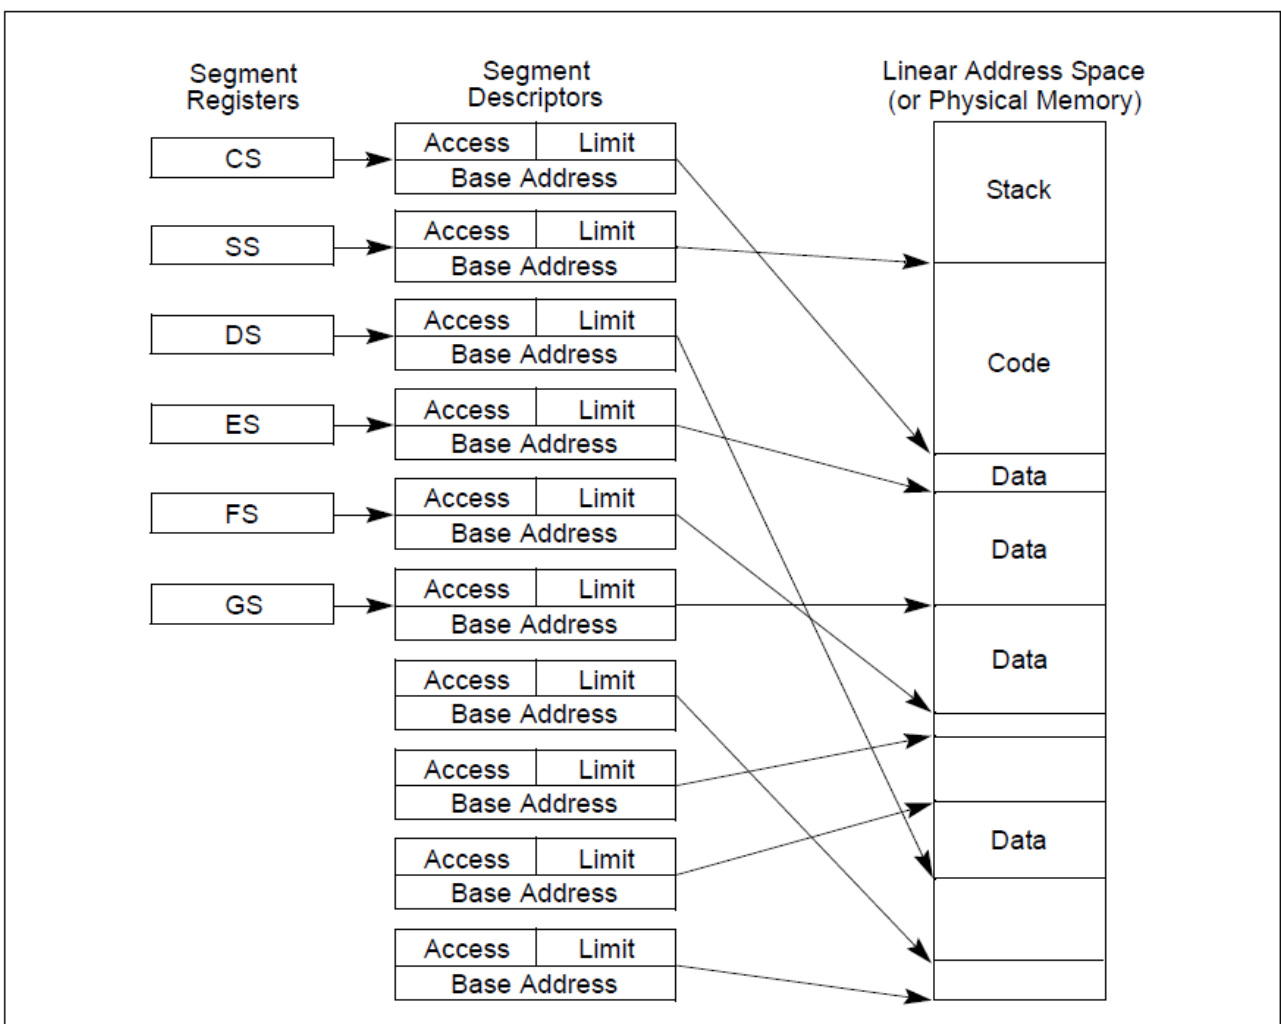 Segment
Registers
Segment
Descriptors
Linear Address Space
(or Physical Memory)
CS
Access Limit
Base Address
Stack
SS
Access Limit
Base Address
DS
Access Limit
Base Address
Code
ES
Access Limit
Base Address
Data
FS
Access Limit
Base Address
Data
GS
Access Limit
Base Address
Data
Access Limit
Base Address
Access Limit
Base Address
Data
Access Limit
Base Address
Access Limit
Base Address